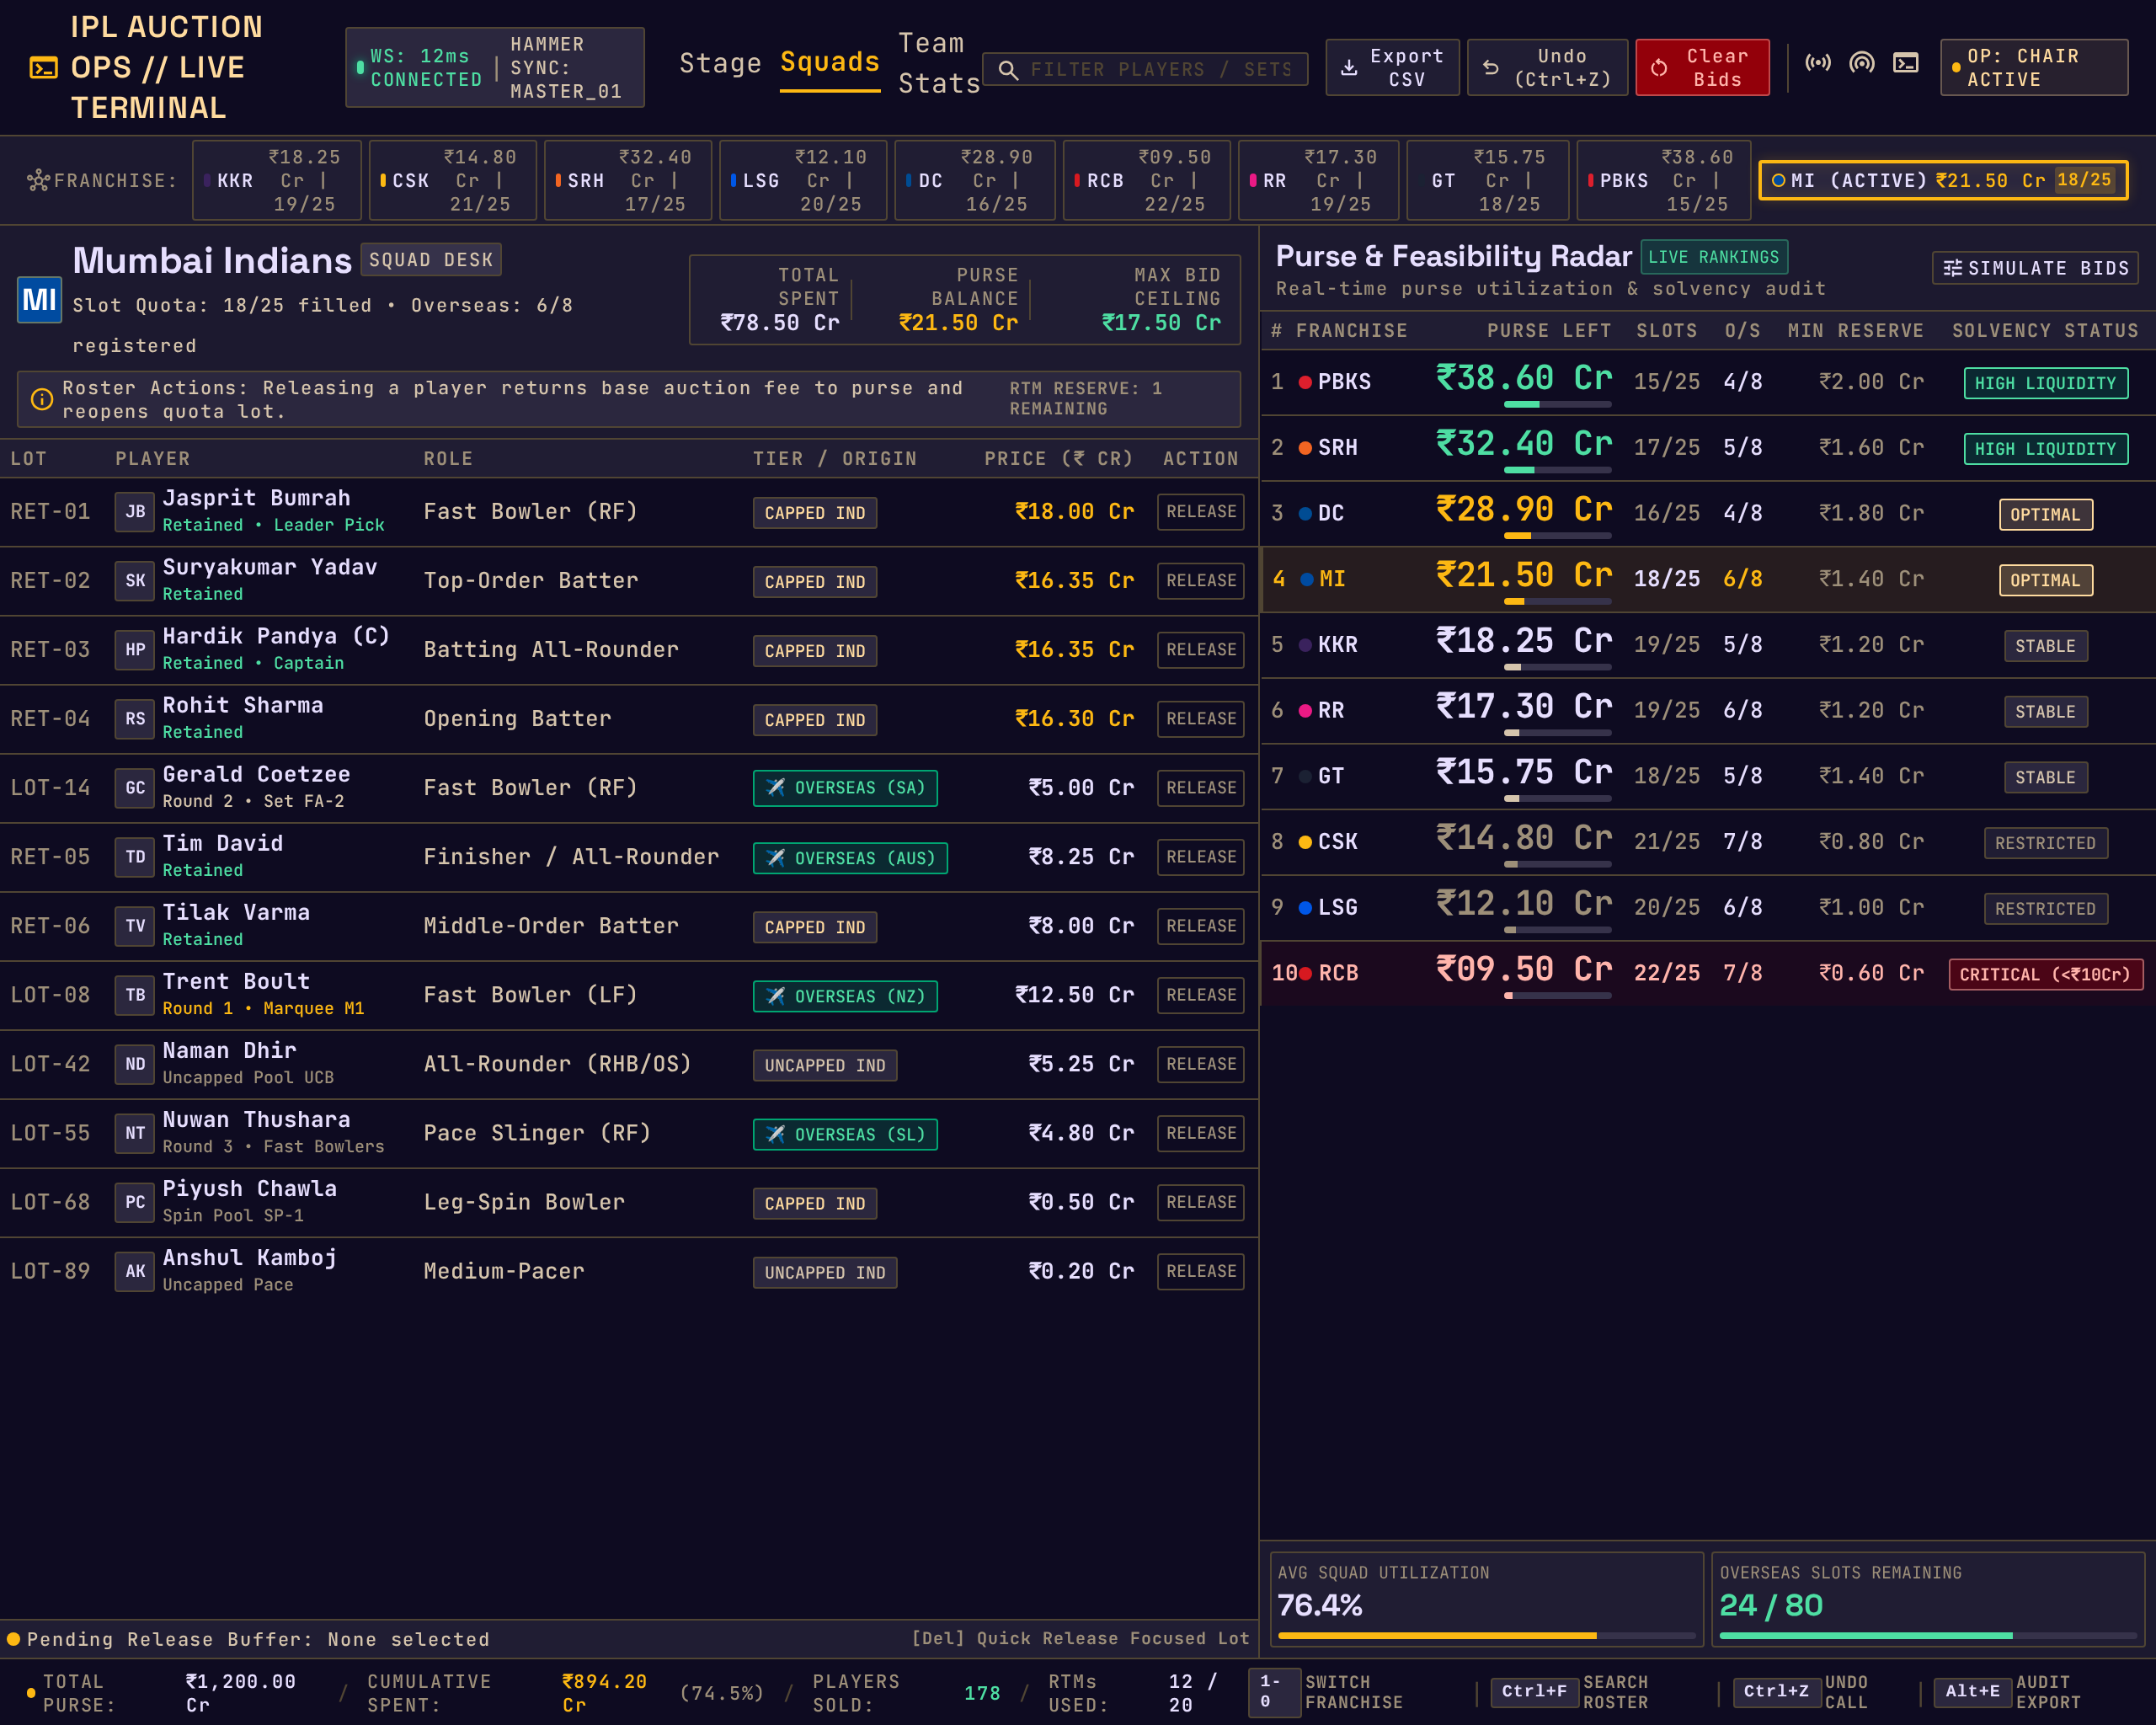 IPL AUCTION
OPS // LIVE
TERMINAL
WS: 12ms
CONNECTED
HAMMER
SYNC:
MASTER_01
Stage
Squads
Team
Stats
FILTER PLAYERS / SETS
Export
CSV
Undo
(Ctrl+Z)
Clear
Bids
OP: CHAIR
ACTIVE
FRANCHISE:
KKR ₹18.25 Cr | 19/25
CSK ₹14.80 Cr | 21/25
SRH ₹32.40 Cr | 17/25
LSG ₹12.10 Cr | 20/25
DC ₹28.90 Cr | 16/25
RCB ₹09.50 Cr | 22/25
RR ₹17.30 Cr | 19/25
GT ₹15.75 Cr | 18/25
PBKS ₹38.60 Cr | 15/25
MI (ACTIVE) ₹21.50 Cr 18/25
MI
Mumbai Indians SQUAD DESK
Slot Quota: 18/25 filled • Overseas: 6/8
registered
TOTAL
SPENT
₹78.50 Cr
PURSE
BALANCE
₹21.50 Cr
MAX BID
CEILING
₹17.50 Cr
Roster Actions: Releasing a player returns base auction fee to purse and
reopens quota lot.
RTM RESERVE: 1
REMAINING
LOT PLAYER ROLE TIER / ORIGIN PRICE (₹ CR) ACTION
RET-01 JB Jasprit Bumrah Fast Bowler (RF) CAPPED IND ₹18.00 Cr RELEASE
Retained • Leader Pick
RET-02 SK Suryakumar Yadav Top-Order Batter CAPPED IND ₹16.35 Cr RELEASE
Retained
RET-03 HP Hardik Pandya (C) Batting All-Rounder CAPPED IND ₹16.35 Cr RELEASE
Retained • Captain
RET-04 RS Rohit Sharma Opening Batter CAPPED IND ₹16.30 Cr RELEASE
Retained
LOT-14 GC Gerald Coetzee Fast Bowler (RF) ✈️ OVERSEAS (SA) ₹5.00 Cr RELEASE
Round 2 • Set FA-2
RET-05 TD Tim David Finisher / All-Rounder ✈️ OVERSEAS (AUS) ₹8.25 Cr RELEASE
Retained
RET-06 TV Tilak Varma Middle-Order Batter CAPPED IND ₹8.00 Cr RELEASE
Retained
LOT-08 TB Trent Boult Fast Bowler (LF) ✈️ OVERSEAS (NZ) ₹12.50 Cr RELEASE
Round 1 • Marquee M1
LOT-42 ND Naman Dhir All-Rounder (RHB/OS) UNCAPPED IND ₹5.25 Cr RELEASE
Uncapped Pool UCB
LOT-55 NT Nuwan Thushara Pace Slinger (RF) ✈️ OVERSEAS (SL) ₹4.80 Cr RELEASE
Round 3 • Fast Bowlers
LOT-68 PC Piyush Chawla Leg-Spin Bowler CAPPED IND ₹0.50 Cr RELEASE
Spin Pool SP-1
LOT-89 AK Anshul Kamboj Medium-Pacer UNCAPPED IND ₹0.20 Cr RELEASE
Uncapped Pace
Pending Release Buffer: None selected
[Del] Quick Release Focused Lot
Purse & Feasibility Radar LIVE RANKINGS
Real-time purse utilization & solvency audit
SIMULATE BIDS
# FRANCHISE PURSE LEFT SLOTS O/S MIN RESERVE SOLVENCY STATUS
1 PBKS ₹38.60 Cr 15/25 4/8 ₹2.00 Cr HIGH LIQUIDITY
2 SRH ₹32.40 Cr 17/25 5/8 ₹1.60 Cr HIGH LIQUIDITY
3 DC ₹28.90 Cr 16/25 4/8 ₹1.80 Cr OPTIMAL
4 MI ₹21.50 Cr 18/25 6/8 ₹1.40 Cr OPTIMAL
5 KKR ₹18.25 Cr 19/25 5/8 ₹1.20 Cr STABLE
6 RR ₹17.30 Cr 19/25 6/8 ₹1.20 Cr STABLE
7 GT ₹15.75 Cr 18/25 5/8 ₹1.40 Cr STABLE
8 CSK ₹14.80 Cr 21/25 7/8 ₹0.80 Cr RESTRICTED
9 LSG ₹12.10 Cr 20/25 6/8 ₹1.00 Cr RESTRICTED
10 RCB ₹09.50 Cr 22/25 7/8 ₹0.60 Cr CRITICAL (<₹10Cr)
AVG SQUAD UTILIZATION
76.4%
OVERSEAS SLOTS REMAINING
24 / 80
TOTAL
PURSE:
₹1,200.00
Cr
/
CUMULATIVE
SPENT:
₹894.20
Cr
(74.5%)
/
PLAYERS
SOLD:
178
/
RTMs
USED:
12 /
20
1-
0
SWITCH
FRANCHISE
|
Ctrl+F
SEARCH
ROSTER
|
Ctrl+Z
UNDO
CALL
|
Alt+E
AUDIT
EXPORT